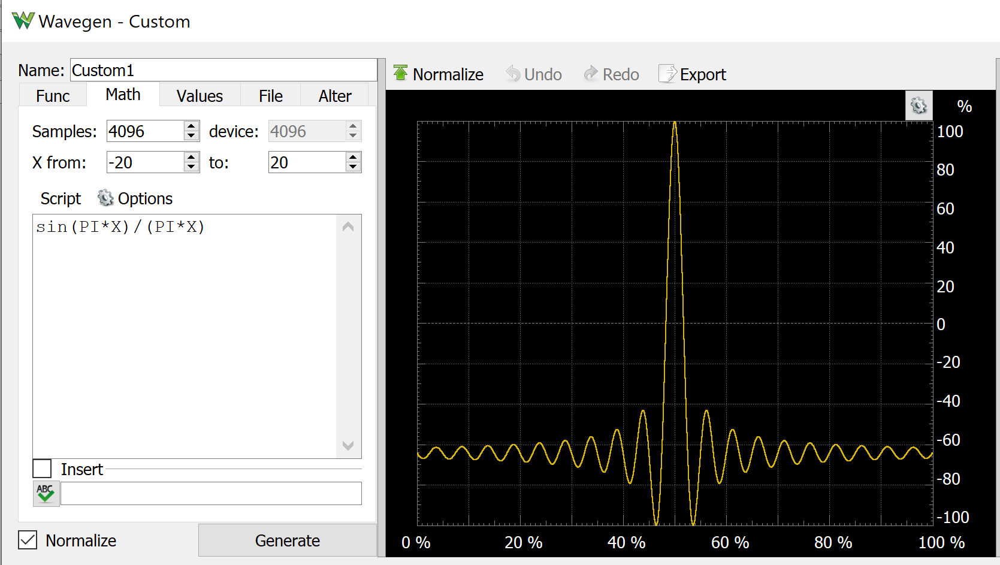 Wavegen - Custom
Name: Custom1
Func Math Values File Alter
Samples: 4096 device: 4096
X from: -20 to: 20
Script Options
sin(PI*X)/(PI*X)
Insert
ABC
Normalize Generate
Normalize Undo Redo Export
%
100
80
60
40
20
0
-20
-40
-60
-80
-100
0 % 20 % 40 % 60 % 80 % 100 %